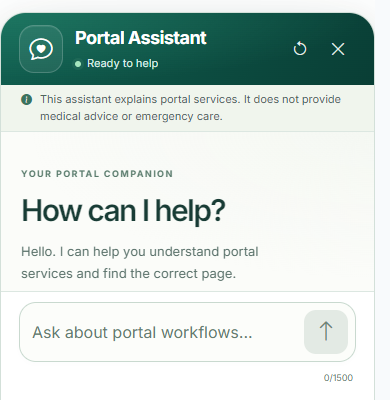 Portal Assistant
Ready to help
This assistant explains portal services. It does not provide
medical advice or emergency care.
YOUR PORTAL COMPANION
How can I help?
Hello. I can help you understand portal
services and find the correct page.
Ask about portal workflows...
0/1500